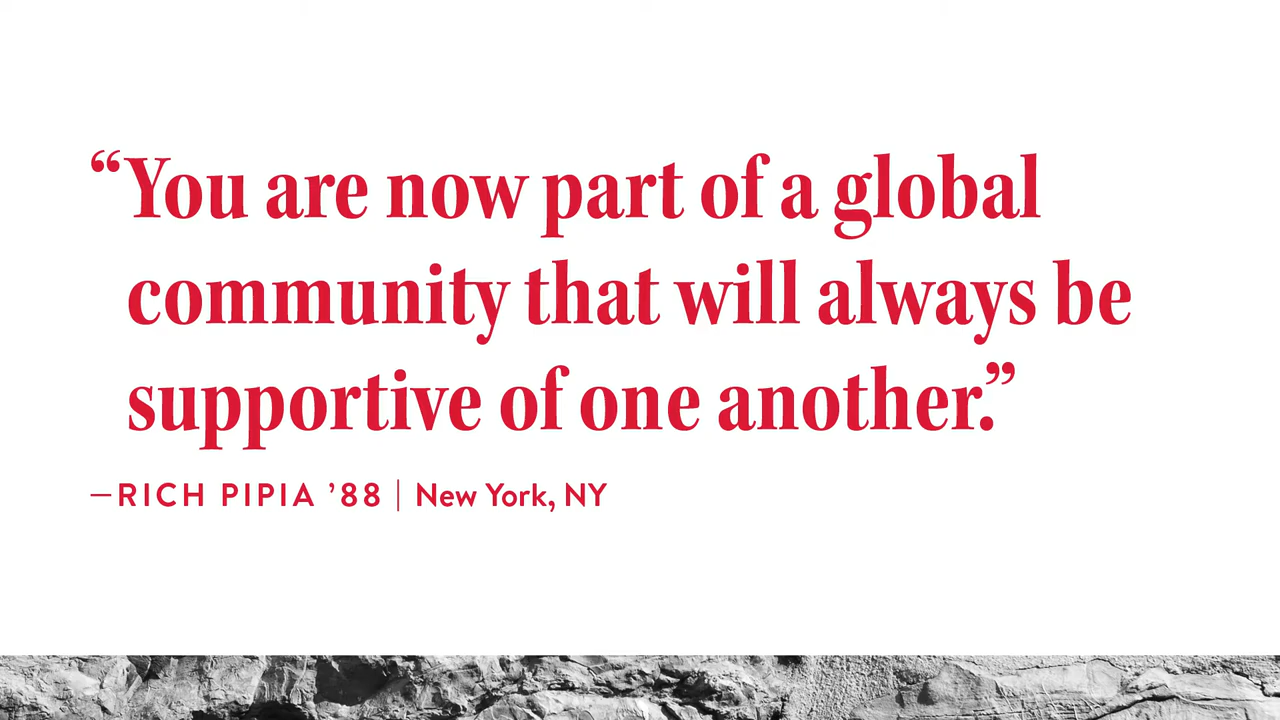 “You are now part of a global
community that will always be
supportive of one another.”
—RICH PIPIA ’88 | New York, NY